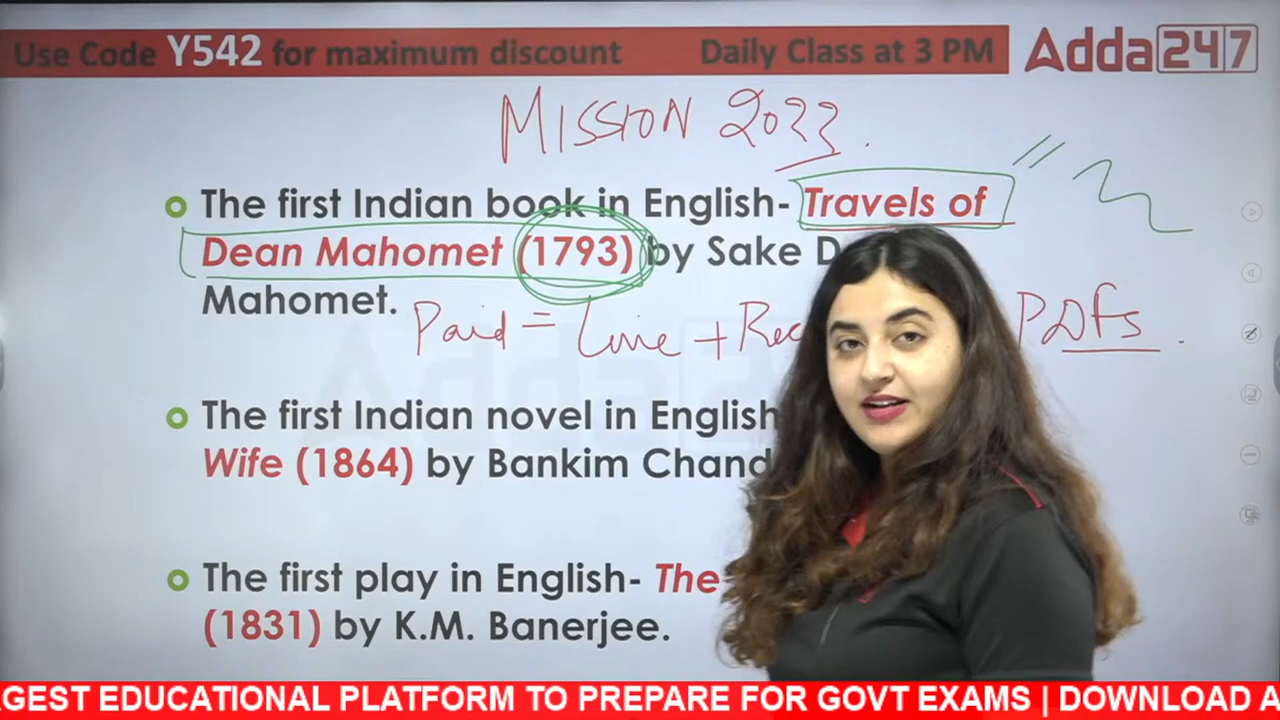 Use Code Y542 for maximum discount Daily Class at 3 PM Adda247
MISSION 2023.
The first Indian book in English- Travels of
Dean Mahomet (1793) by Sake D
Mahomet.
Paid = Live + Rec PDFs.
The first Indian novel in English
Wife (1864) by Bankim Chand
The first play in English- The
(1831) by K.M. Banerjee.
GEST EDUCATIONAL PLATFORM TO PREPARE FOR GOVT EXAMS | DOWNLOAD A